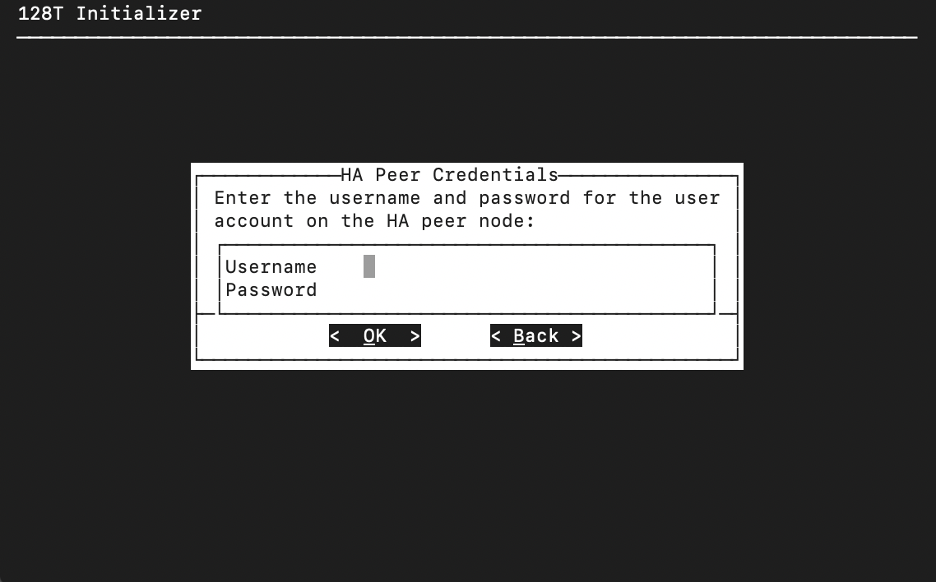 128T Initializer
HA Peer Credentials
Enter the username and password for the user
account on the HA peer node:
Username
Password
<  OK  > < Back >